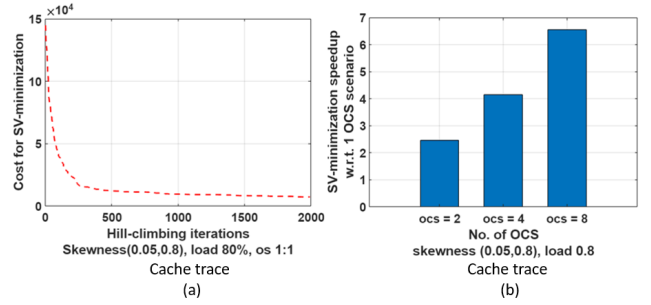 ×10⁴
15
10
5
0
Cost for SV-minimization
0 500 1000 1500 2000
Hill-climbing iterations
Skewness(0.05,0.8), load 80%, os 1:1
Cache trace
(a)
7
6
5
4
3
2
1
0
SV-minimization speedup
w.r.t. 1 OCS scenario
ocs = 2 ocs = 4 ocs = 8
No. of OCS
skewness (0.05,0.8), load 0.8
Cache trace
(b)